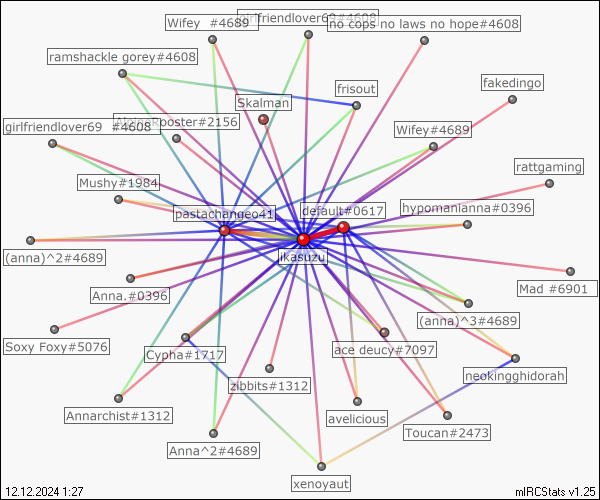 girlfriendlover69#4608
Wifey  #4689
no cops no laws no hope#4608
ramshackle gorey#4608
frisout
fakedingo
Skalman
girlfriendlover69  #4608
Rooster#2156
Wifey#4689
rattgaming
Mushy#1984
pastachangeo41
default#0617
hypomanianna#0396
(anna)^2#4689
ikasuzu
Anna.#0396
Mad #6901
(anna)^3#4689
Soxy Foxy#5076
Cypha#1717
ace deucy#7097
neokingghidorah
zibbits#1312
Annarchist#1312
avelicious
Toucan#2473
Anna^2#4689
xenoyaut
12.12.2024 1:27
mIRCStats v1.25